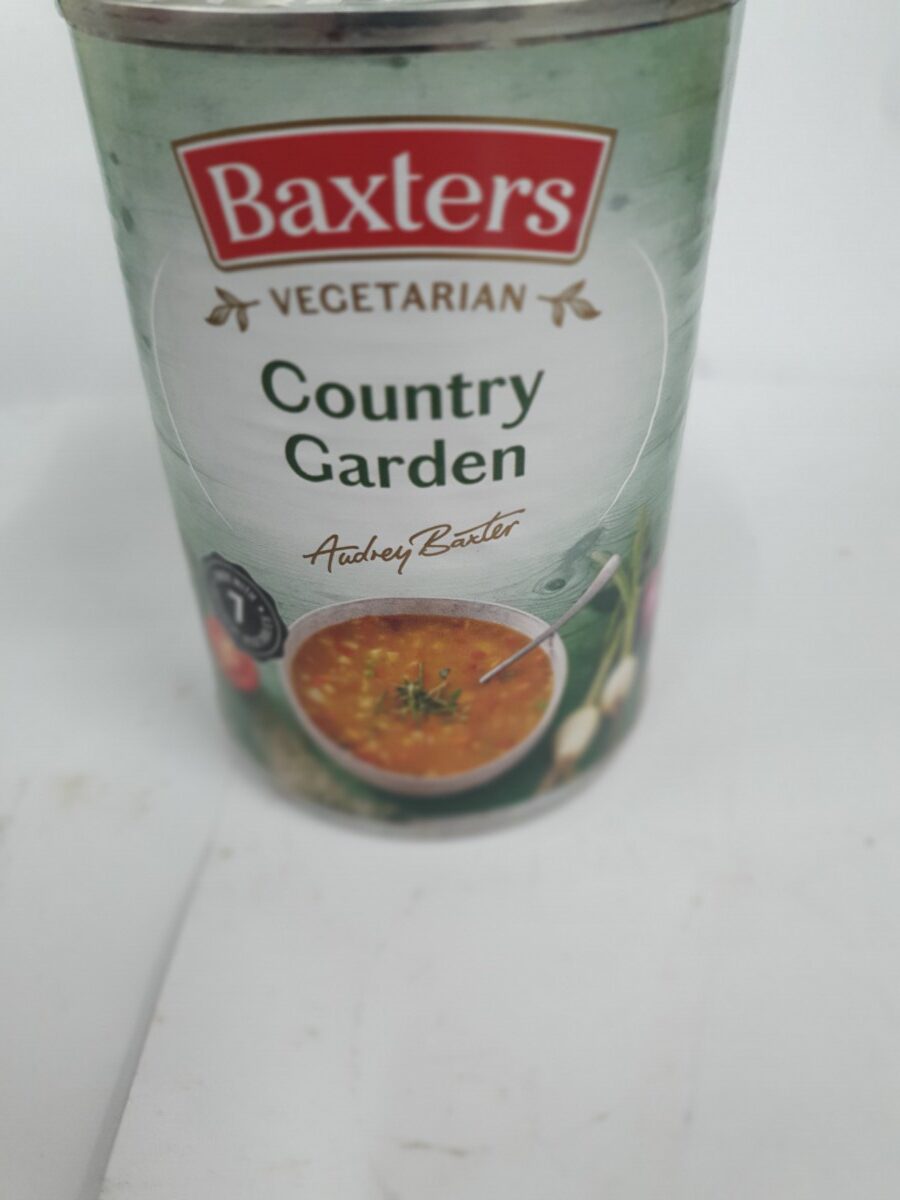 Baxters
VEGETARIAN
Country
Garden
Audrey Baxter
7